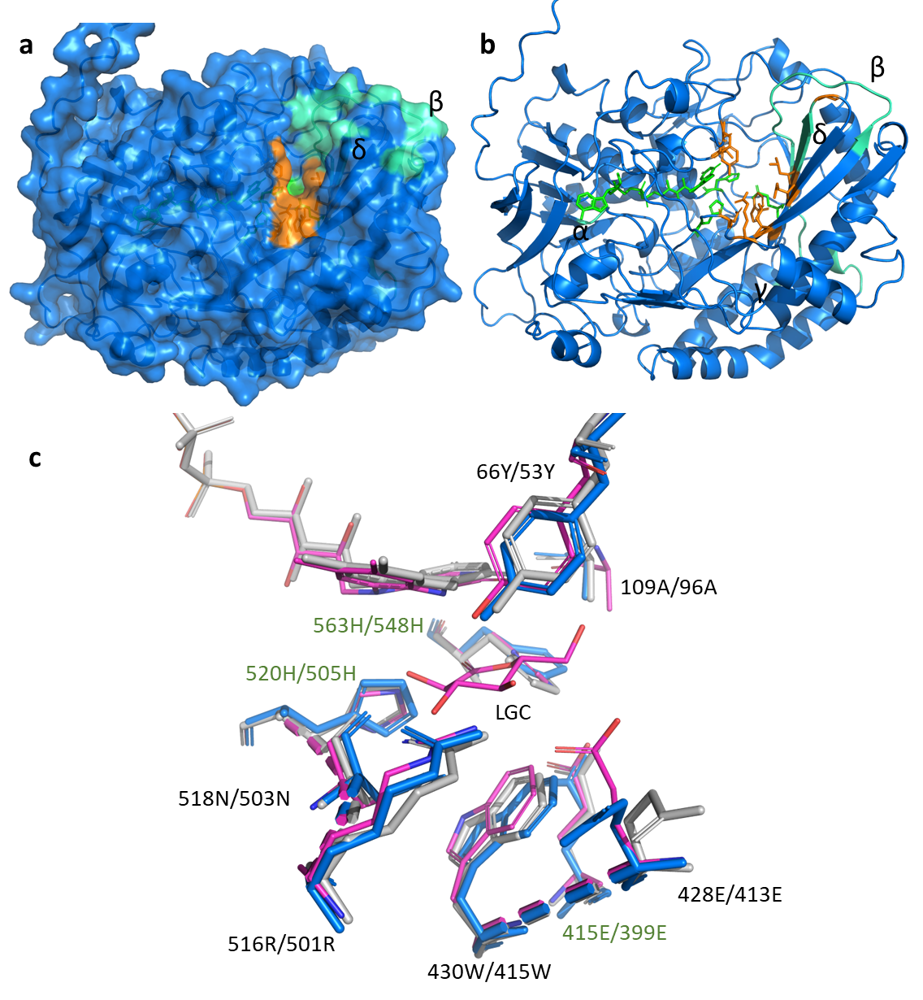 a
β
δ
b
β
δ
α
γ
c
66Y/53Y
109A/96A
563H/548H
520H/505H
LGC
518N/503N
428E/413E
415E/399E
516R/501R
430W/415W